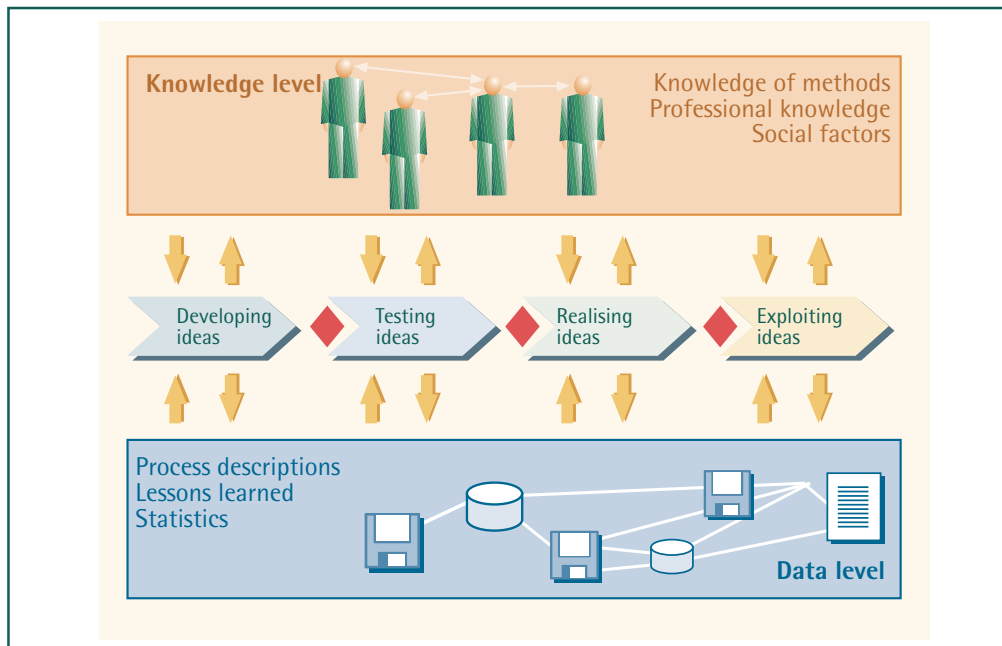 Knowledge level
Knowledge of methods
Professional knowledge
Social factors
Developing
ideas
Testing
ideas
Realising
ideas
Exploiting
ideas
Process descriptions
Lessons learned
Statistics
Data level